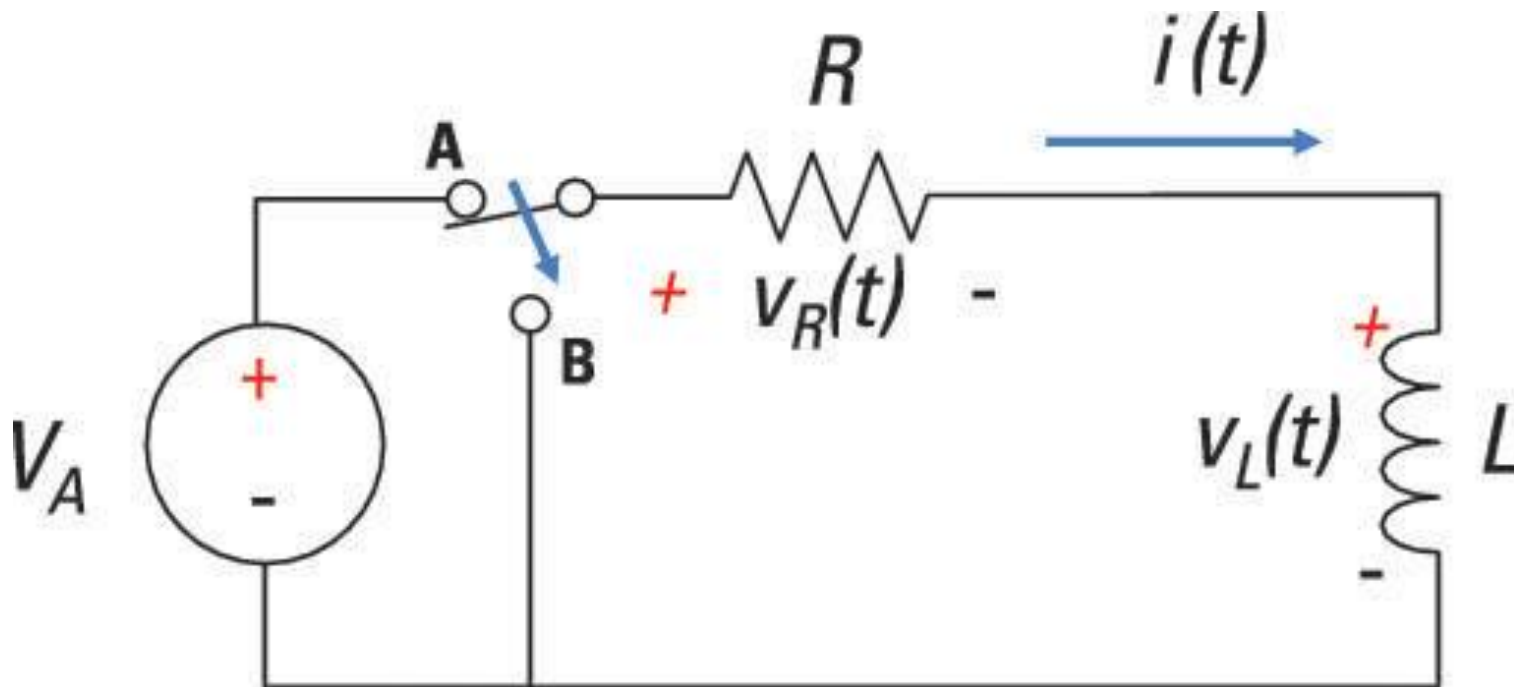 R
i (t)
A
+
v_R(t)
-
B
+
-
V_A
+
v_L(t)
-
L